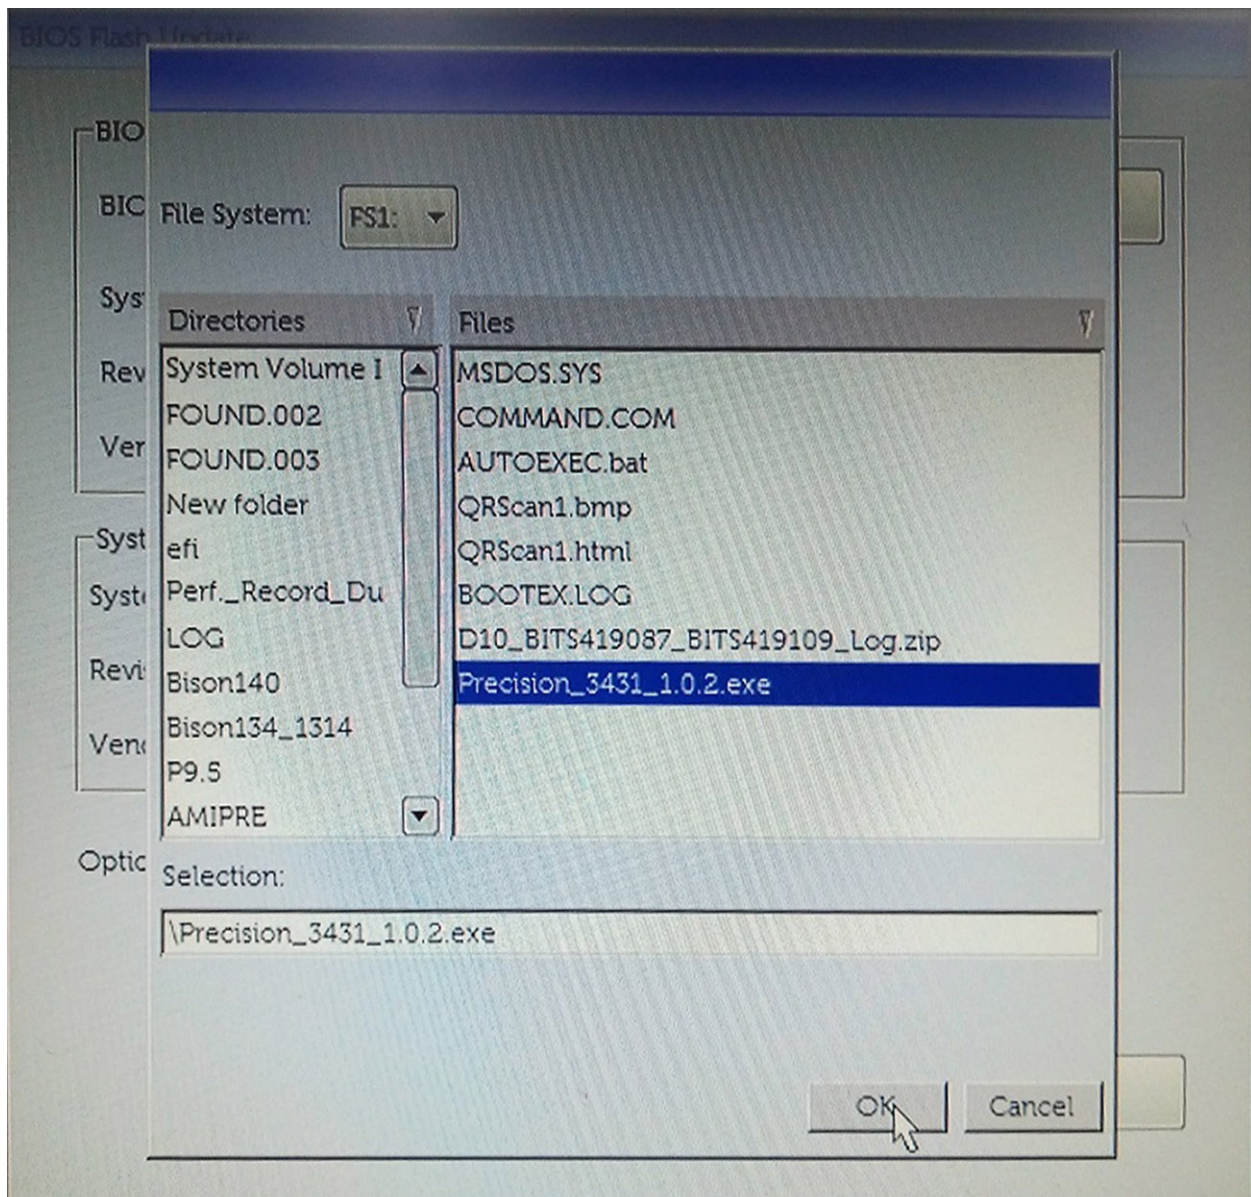 BIOS Flash Update
BIO
BIC
File System:
FS1:
Sys
Directories
Files
Rev
System Volume I
MSDOS.SYS
FOUND.002
COMMAND.COM
Ver
FOUND.003
AUTOEXEC.bat
New folder
QRScan1.bmp
Syst
efi
QRScan1.html
Syst
Perf._Record_Du
BOOTEX.LOG
LOG
D10_BITS419087_BITS419109_Log.zip
Revi
Bison140
Precision_3431_1.0.2.exe
Bison134_1314
Ven
P9.5
AMIPRE
Optic
Selection:
\Precision_3431_1.0.2.exe
OK
Cancel